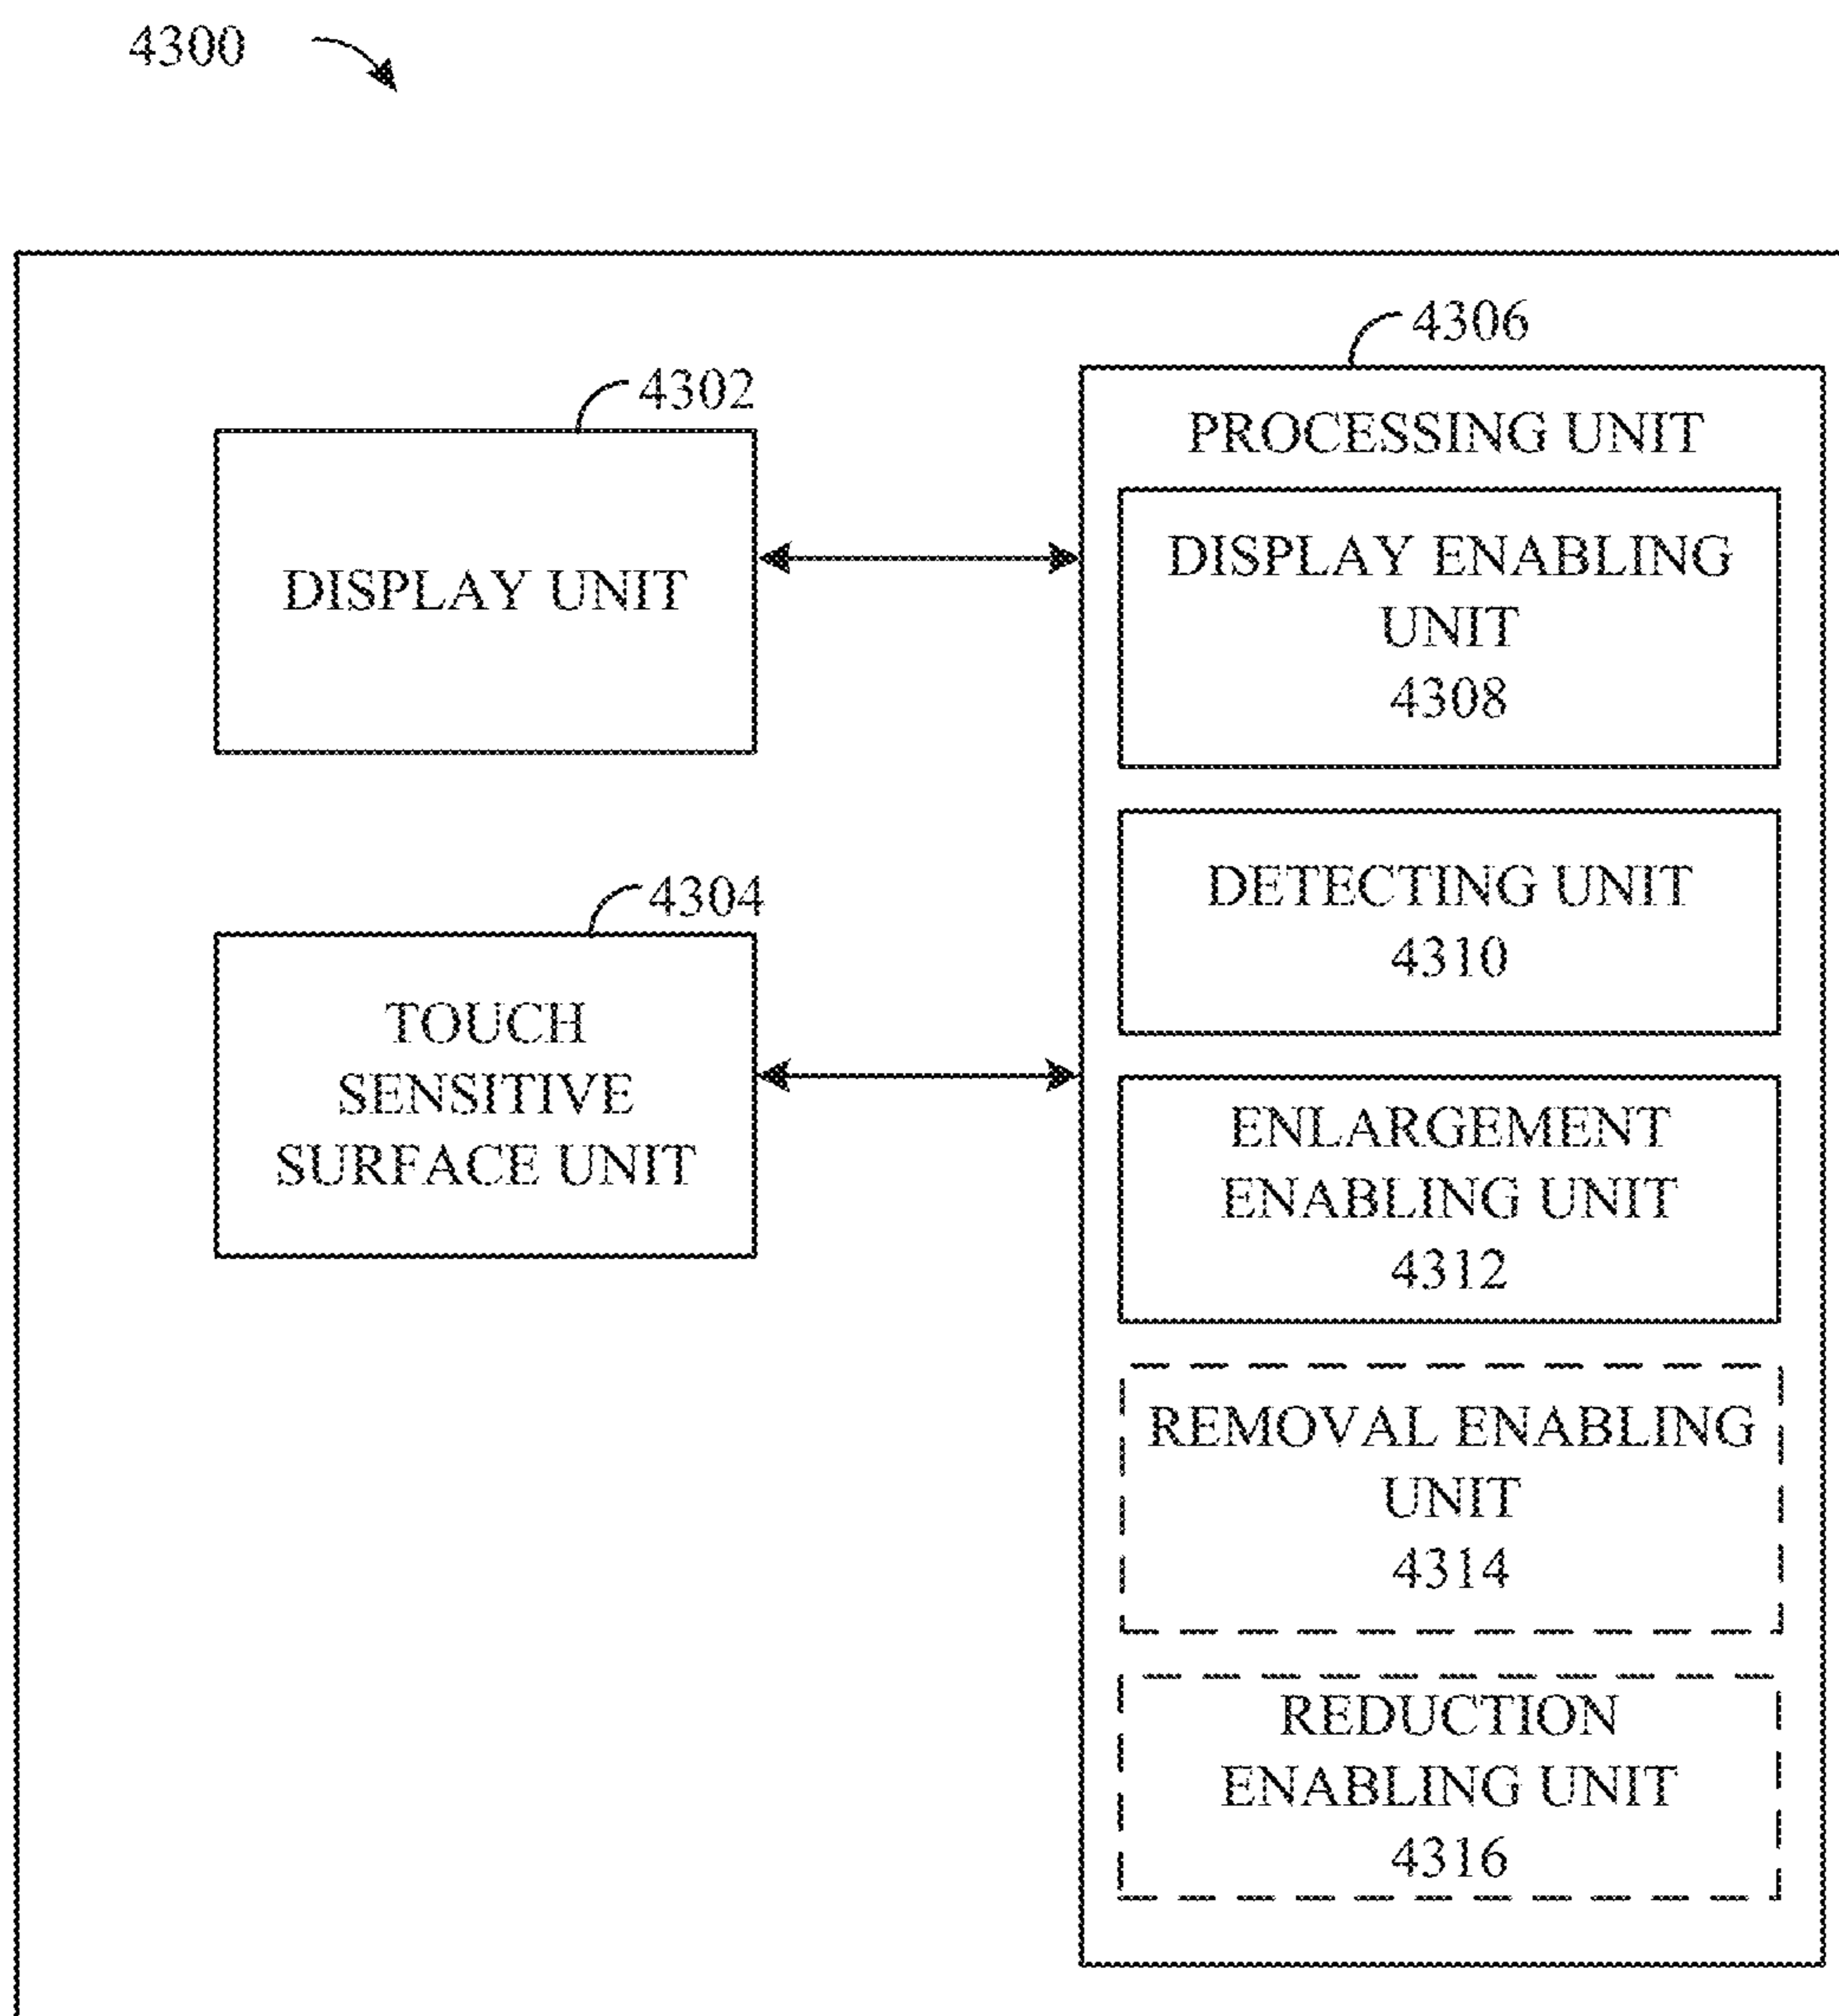 4300
4306
4302
PROCESSING UNIT
DISPLAY UNIT
DISPLAY ENABLING
UNIT
4308
DETECTING UNIT
4310
4304
TOUCH
SENSITIVE
SURFACE UNIT
ENLARGEMENT
ENABLING UNIT
4312
REMOVAL ENABLING
UNIT
4314
REDUCTION
ENABLING UNIT
4316